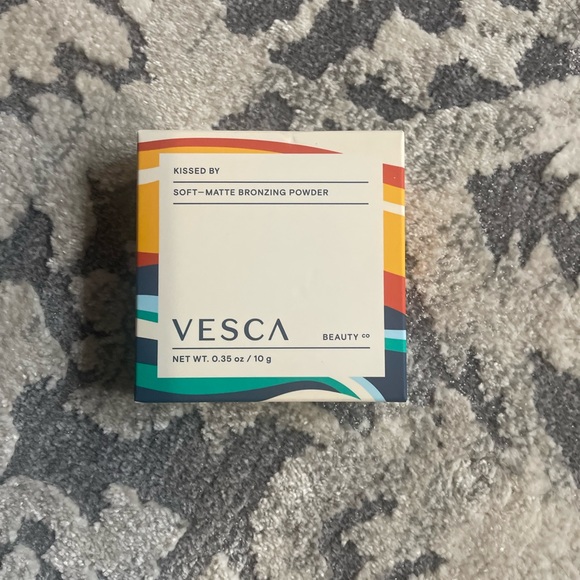 KISSED BY
SOFT—MATTE BRONZING POWDER
VESCA
BEAUTY co
NET WT. 0.35 oz / 10 g